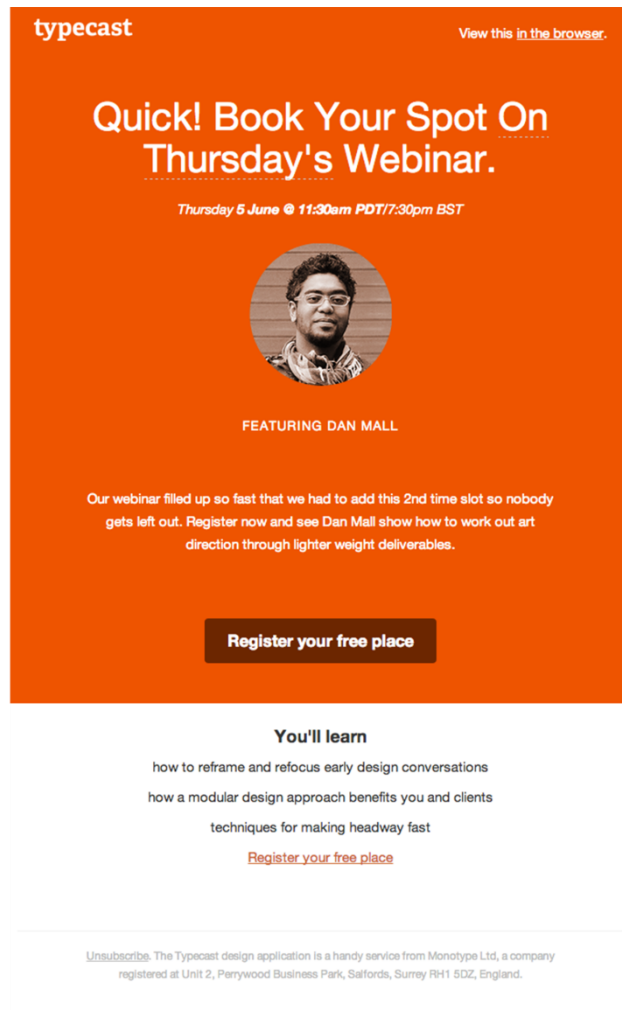 typecast
View this in the browser.
Quick! Book Your Spot On
Thursday's Webinar.
Thursday 5 June @ 11:30am PDT/7:30pm BST
FEATURING DAN MALL
Our webinar filled up so fast that we had to add this 2nd time slot so nobody
gets left out. Register now and see Dan Mall show how to work out art
direction through lighter weight deliverables.
Register your free place
You'll learn
how to reframe and refocus early design conversations
how a modular design approach benefits you and clients
techniques for making headway fast
Register your free place
Unsubscribe. The Typecast design application is a handy service from Monotype Ltd, a company
registered at Unit 2, Perrywood Business Park, Salfords, Surrey RH1 5DZ, England.